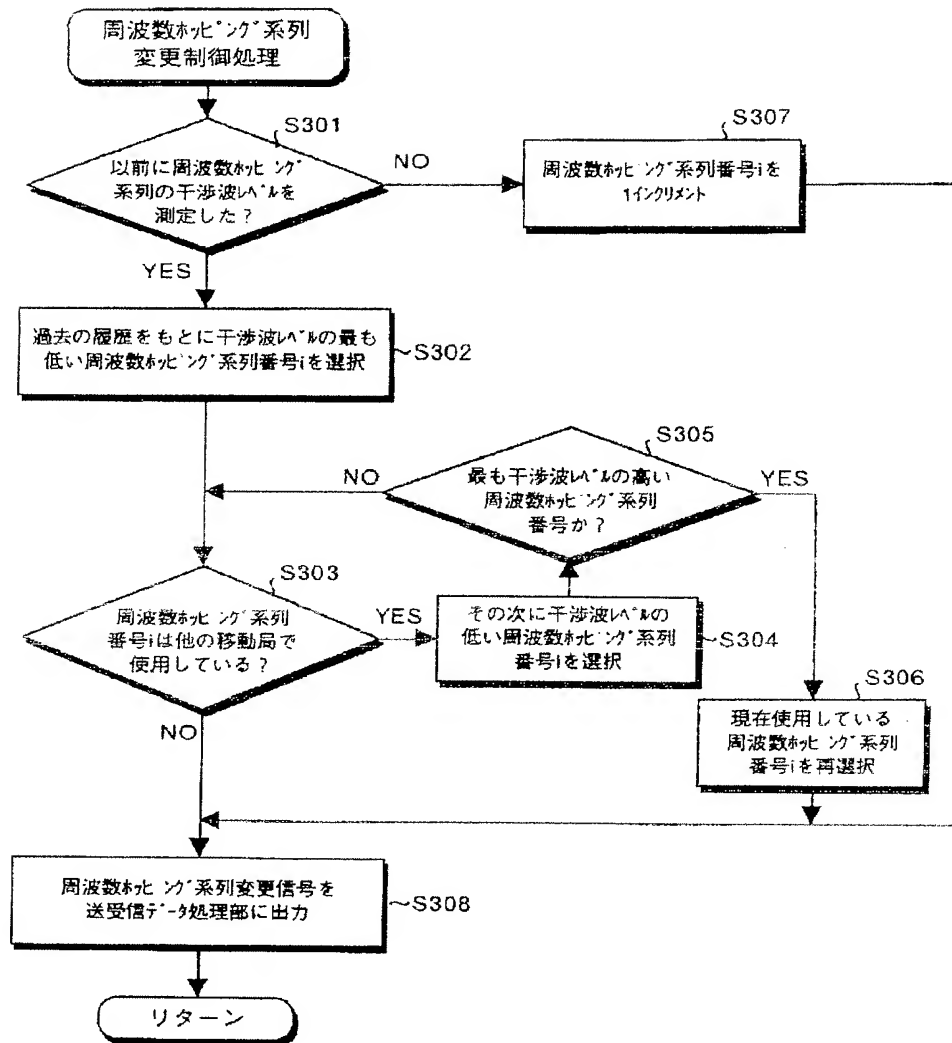 周波数ﾎｯﾋﾟﾝｸﾞ系列
変更制御処理
S301
以前に周波数ﾎｯﾋﾟﾝｸﾞ
系列の干渉波ﾚﾍﾞﾙを
測定した？
NO
YES
S307
周波数ﾎｯﾋﾟﾝｸﾞ系列番号iを
1ｲﾝｸﾘﾒﾝﾄ
過去の履歴をもとに干渉波ﾚﾍﾞﾙの最も
低い周波数ﾎｯﾋﾟﾝｸﾞ系列番号iを選択
S302
S305
最も干渉波ﾚﾍﾞﾙの高い
周波数ﾎｯﾋﾟﾝｸﾞ系列
番号か？
NO
YES
S303
周波数ﾎｯﾋﾟﾝｸﾞ系列
番号iは他の移動局で
使用している？
YES
NO
その次に干渉波ﾚﾍﾞﾙの
低い周波数ﾎｯﾋﾟﾝｸﾞ系列
番号iを選択
S304
S306
現在使用している
周波数ﾎｯﾋﾟﾝｸﾞ系列
番号iを再選択
周波数ﾎｯﾋﾟﾝｸﾞ系列変更信号を
送受信ﾃﾞｰﾀ処理部に出力
S308
リターン